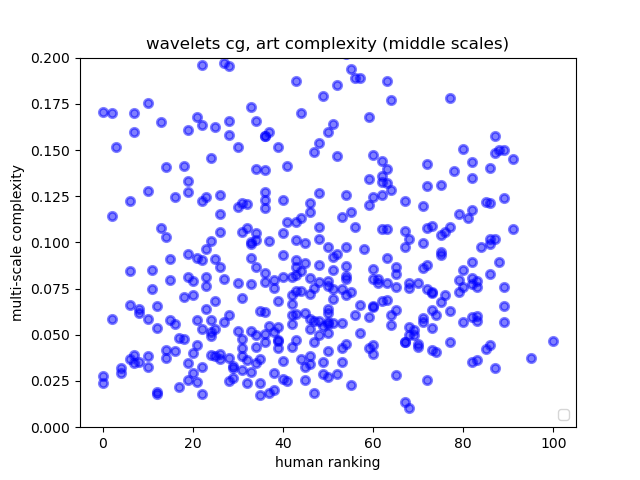 wavelets cg, art complexity (middle scales)
0.200
0.175
0.150
0.125
0.100
0.075
0.050
0.025
0.000
multi-scale complexity
0 20 40 60 80 100
human ranking